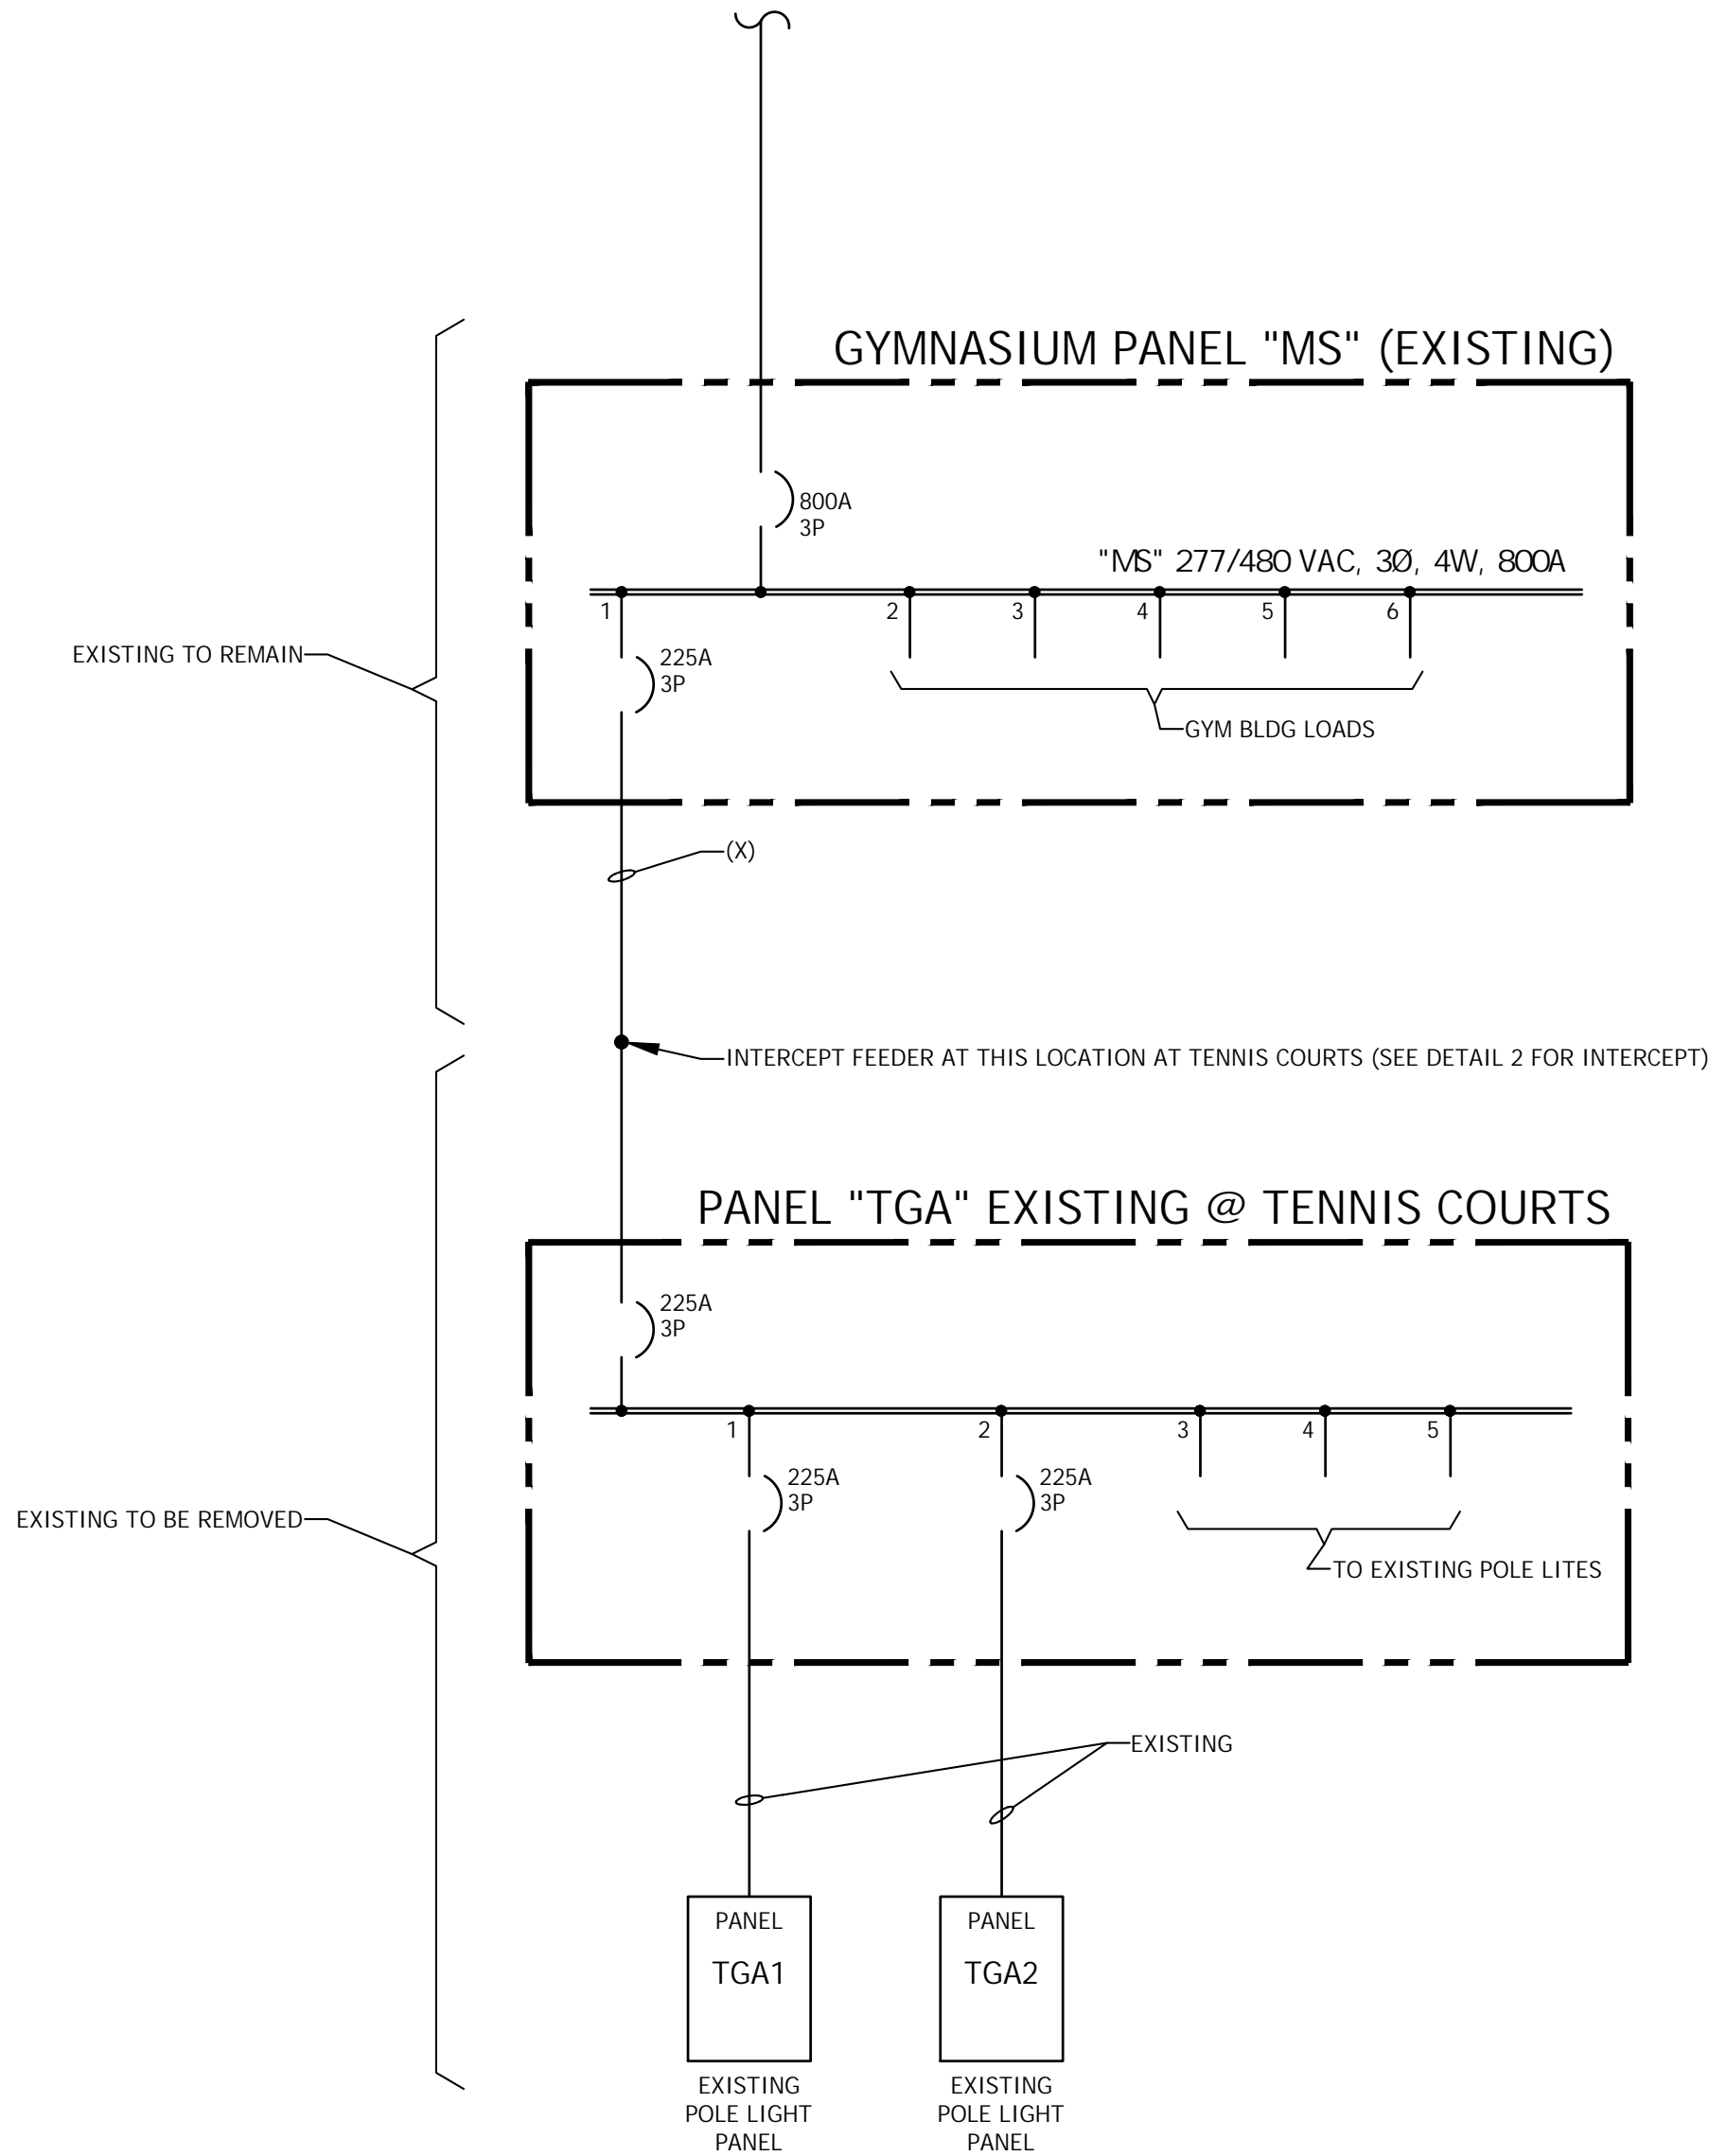 GYMNASIUM PANEL "MS" (EXISTING)
800A
3P
"MS" 277/480 VAC, 3Ø, 4W, 800A
1
2
3
4
5
6
EXISTING TO REMAIN
225A
3P
GYM BLDG LOADS
(X)
INTERCEPT FEEDER AT THIS LOCATION AT TENNIS COURTS (SEE DETAIL 2 FOR INTERCEPT)
PANEL "TGA" EXISTING @ TENNIS COURTS
225A
3P
1
2
3
4
5
225A
3P
225A
3P
EXISTING TO BE REMOVED
TO EXISTING POLE LITES
EXISTING
PANEL
TGA1
EXISTING
POLE LIGHT
PANEL
PANEL
TGA2
EXISTING
POLE LIGHT
PANEL